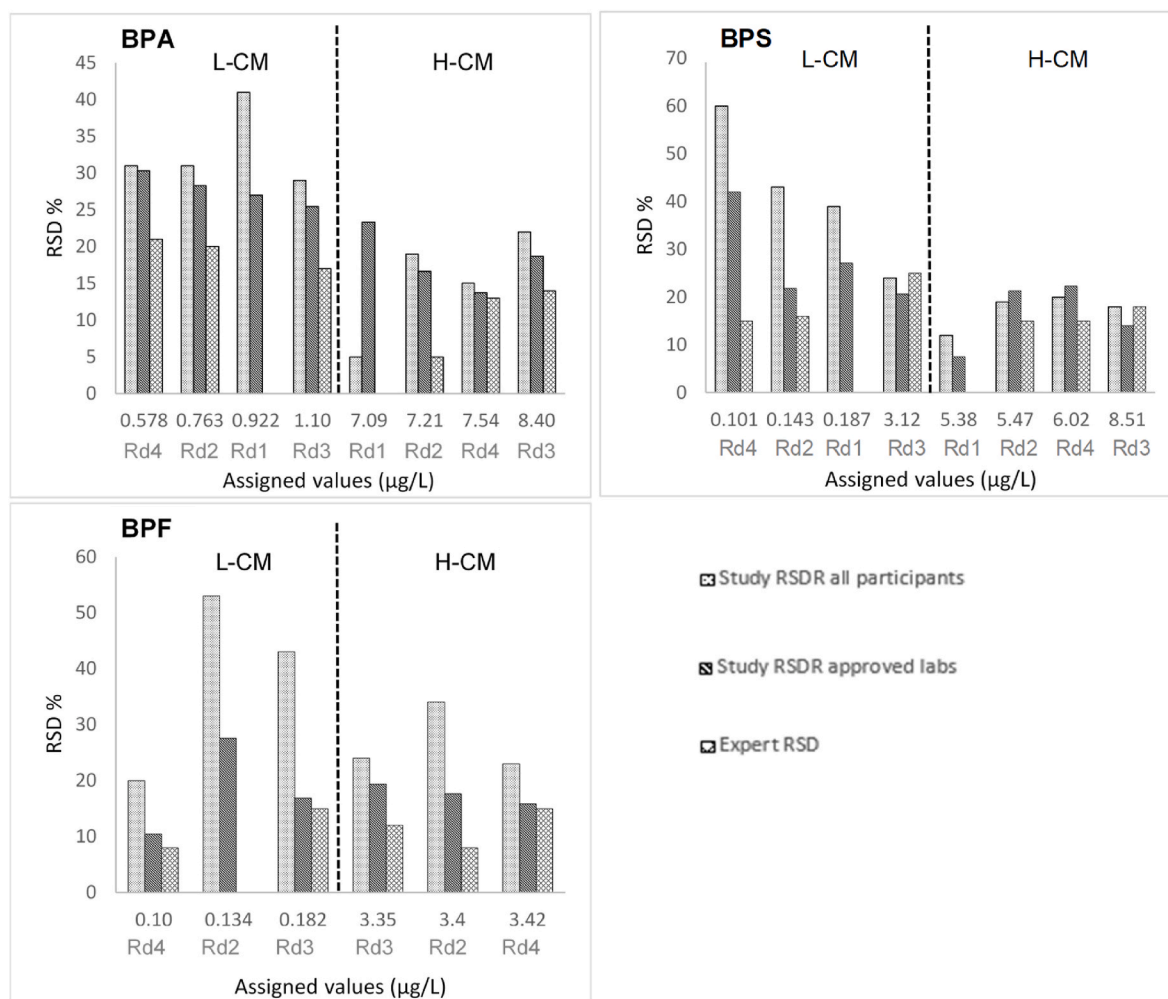 BPA
L-CM H-CM
45
40
35
30
25
20
15
10
5
0
RSD %
0.578 0.763 0.922 1.10 7.09 7.21 7.54 8.40
Rd4 Rd2 Rd1 Rd3 Rd1 Rd2 Rd4 Rd3
Assigned values (µg/L)
BPS
L-CM H-CM
70
60
50
40
30
20
10
0
RSD %
0.101 0.143 0.187 3.12 5.38 5.47 6.02 8.51
Rd4 Rd2 Rd1 Rd3 Rd1 Rd2 Rd4 Rd3
Assigned values (µg/L)
BPF
L-CM H-CM
60
50
40
30
20
10
0
RSD %
0.10 0.134 0.182 3.35 3.4 3.42
Rd4 Rd2 Rd3 Rd3 Rd2 Rd4
Assigned values (µg/L)
Study RSDR all participants
Study RSDR approved labs
Expert RSD